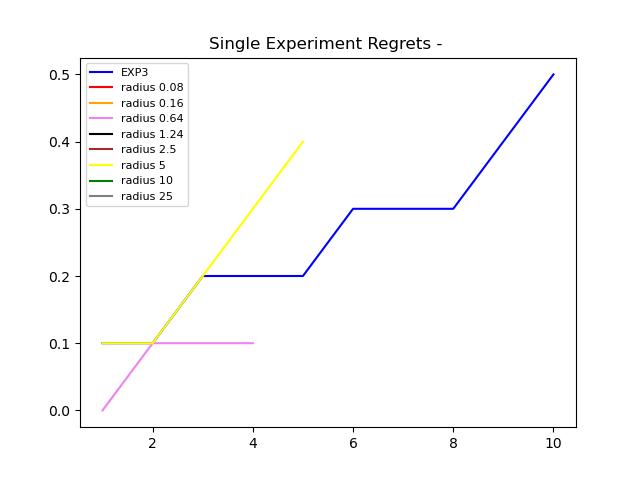 Single Experiment Regrets -
0.5
0.4
0.3
0.2
0.1
0.0
EXP3
radius 0.08
radius 0.16
radius 0.64
radius 1.24
radius 2.5
radius 5
radius 10
radius 25
2 4 6 8 10